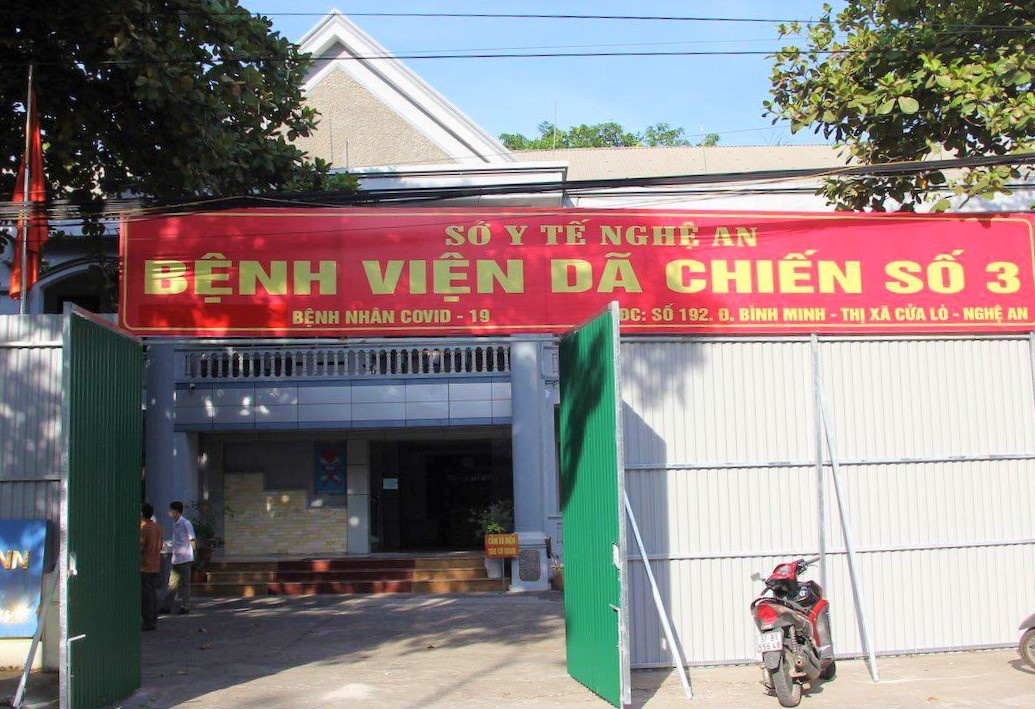 SỞ Y TẾ NGHỆ AN
BỆNH VIỆN DÃ CHIẾN SỐ 3
BỆNH NHÂN COVID - 19
ĐC: SỐ 192. Đ. BÌNH MINH - THỊ XÃ CỬA LÒ - NGHỆ AN
NN